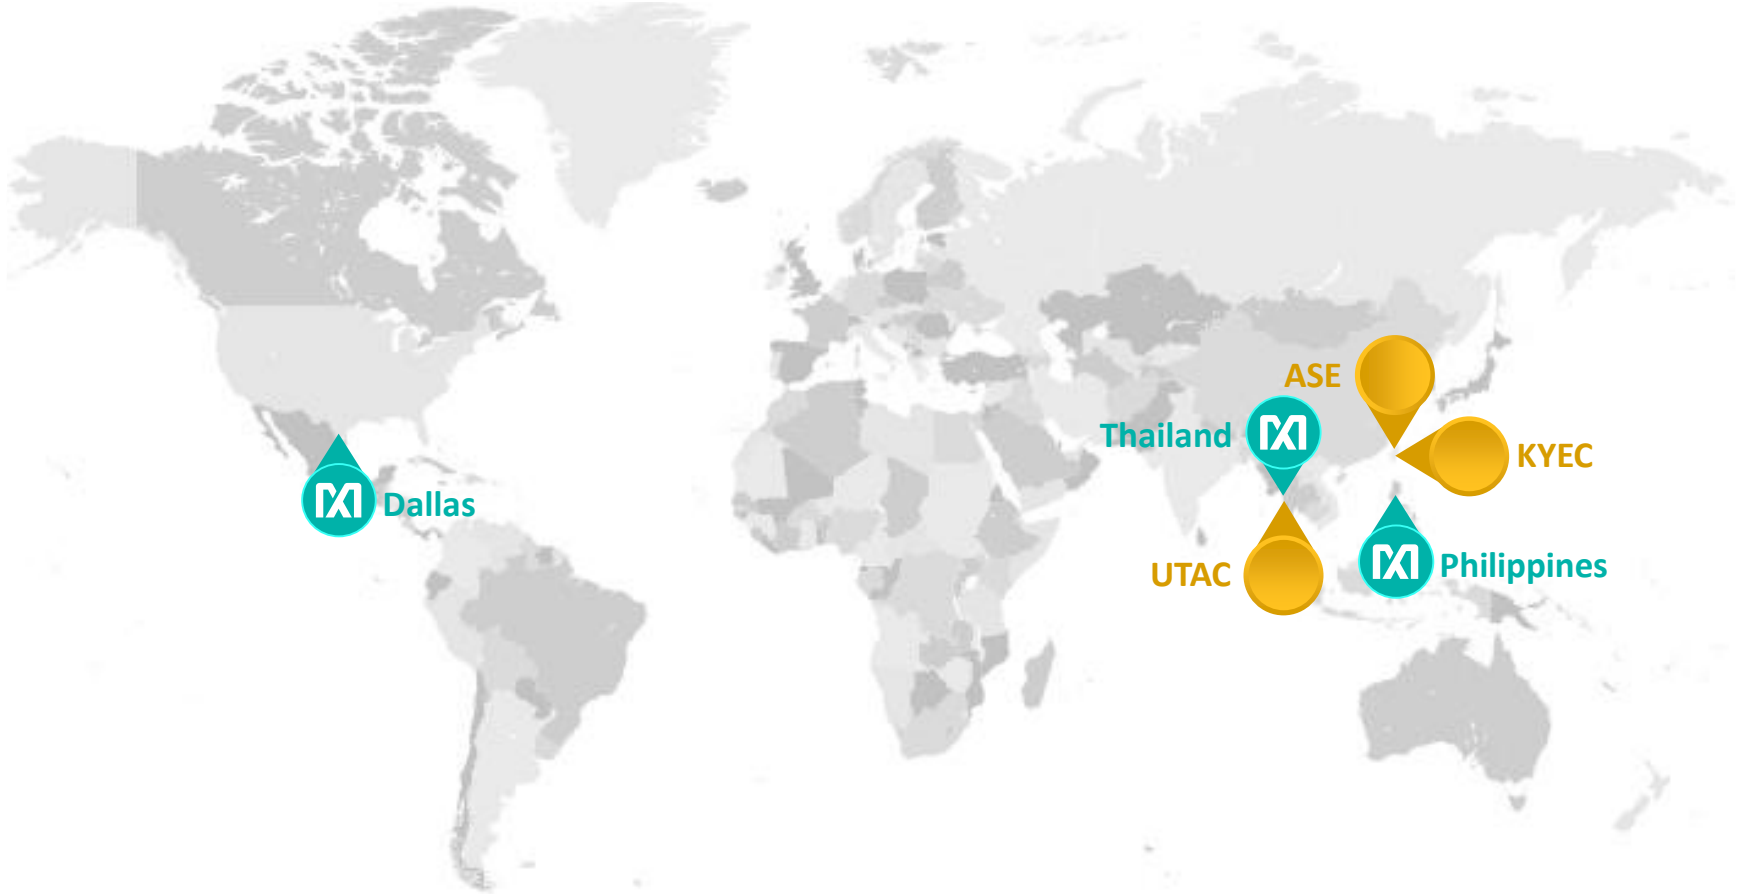 ASE
Thailand
KYEC
Dallas
UTAC
Philippines